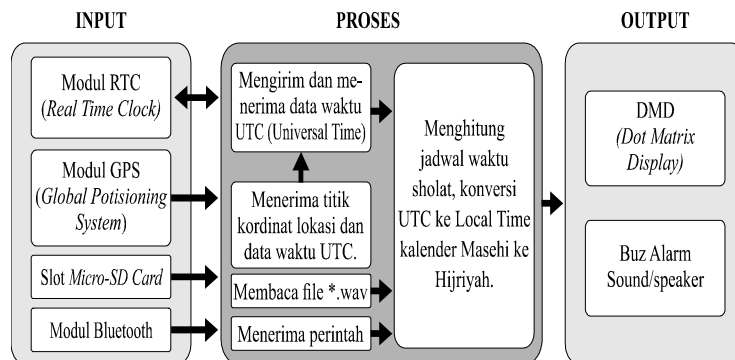 INPUT
PROSES
OUTPUT
Modul RTC
(Real Time Clock)
Modul GPS
(Global Potisioning
System)
Slot Micro-SD Card
Modul Bluetooth
Mengirim dan me-
nerima data waktu
UTC (Universal Time)
Menerima titik
kordinat lokasi dan
data waktu UTC.
Membaca file *.wav
Menerima perintah
Menghitung
jadwal waktu
sholat, konversi
UTC ke Local Time
kalender Masehi ke
Hijriyah.
DMD
(Dot Matrix
Display)
Buz Alarm
Sound/speaker